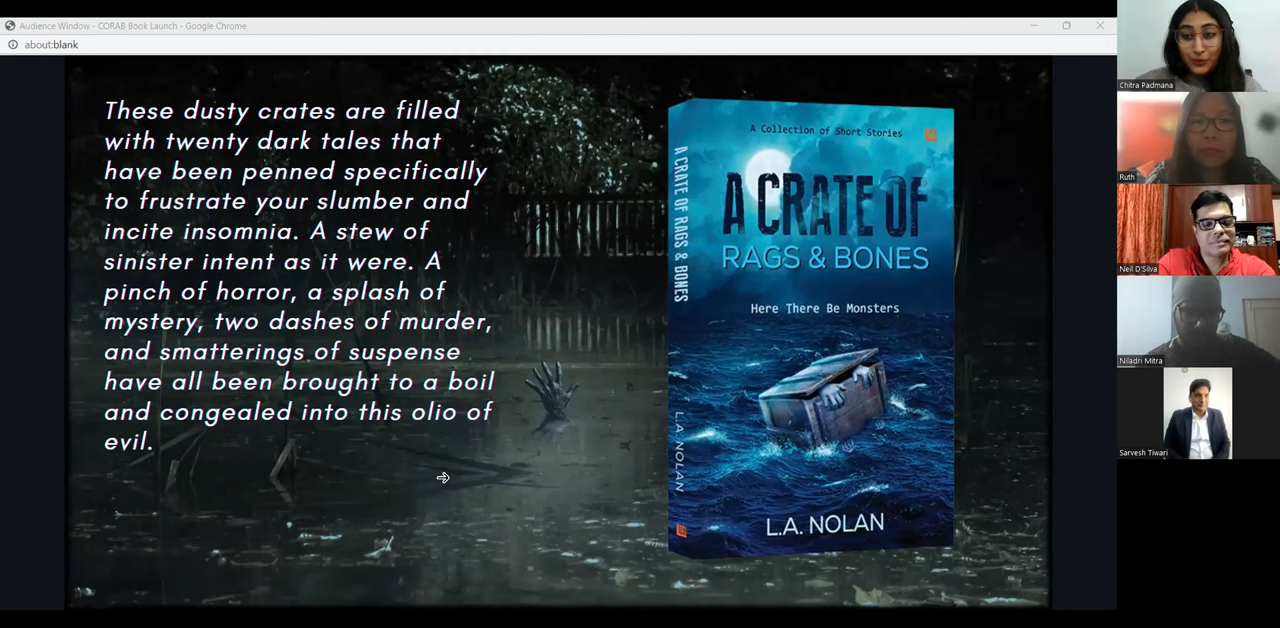 Audience Window - CORAB Book Launch - Google Chrome
about:blank
These dusty crates are filled
with twenty dark tales that
have been penned specifically
to frustrate your slumber and
incite insomnia. A stew of
sinister intent as it were. A
pinch of horror, a splash of
mystery, two dashes of murder,
and smatterings of suspense
have all been brought to a boil
and congealed into this olio of
evil.
A CRATE OF RAGS & BONES
L.A. NOLAN
A Collection of Short Stories
A CRATE OF
RAGS & BONES
Here There Be Monsters
L.A. NOLAN
Chitra Padmana
Ruth
Neil D'Silva
Niladri Mitra
Sarvesh Tiwari